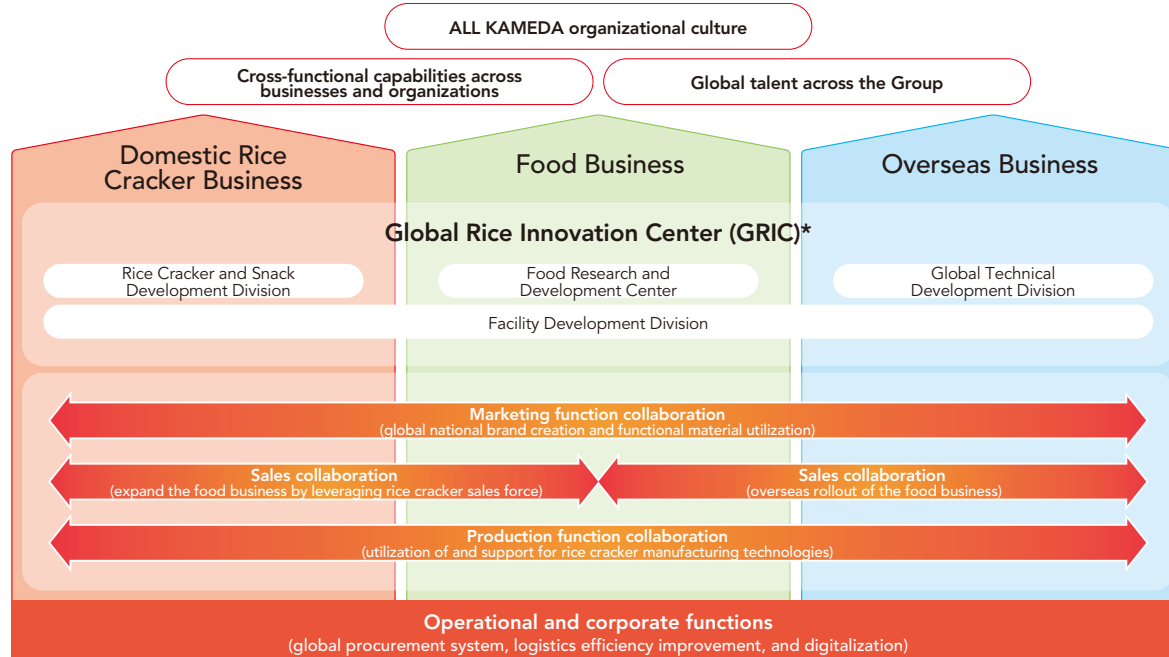 ALL KAMEDA organizational culture
Cross-functional capabilities across
businesses and organizations
Global talent across the Group
Domestic Rice
Cracker Business
Food Business
Overseas Business
Global Rice Innovation Center (GRIC)*
Rice Cracker and Snack
Development Division
Food Research and
Development Center
Global Technical
Development Division
Facility Development Division
Marketing function collaboration
(global national brand creation and functional material utilization)
Sales collaboration
(expand the food business by leveraging rice cracker sales force)
Sales collaboration
(overseas rollout of the food business)
Production function collaboration
(utilization of and support for rice cracker manufacturing technologies)
Operational and corporate functions
(global procurement system, logistics efficiency improvement, and digitalization)